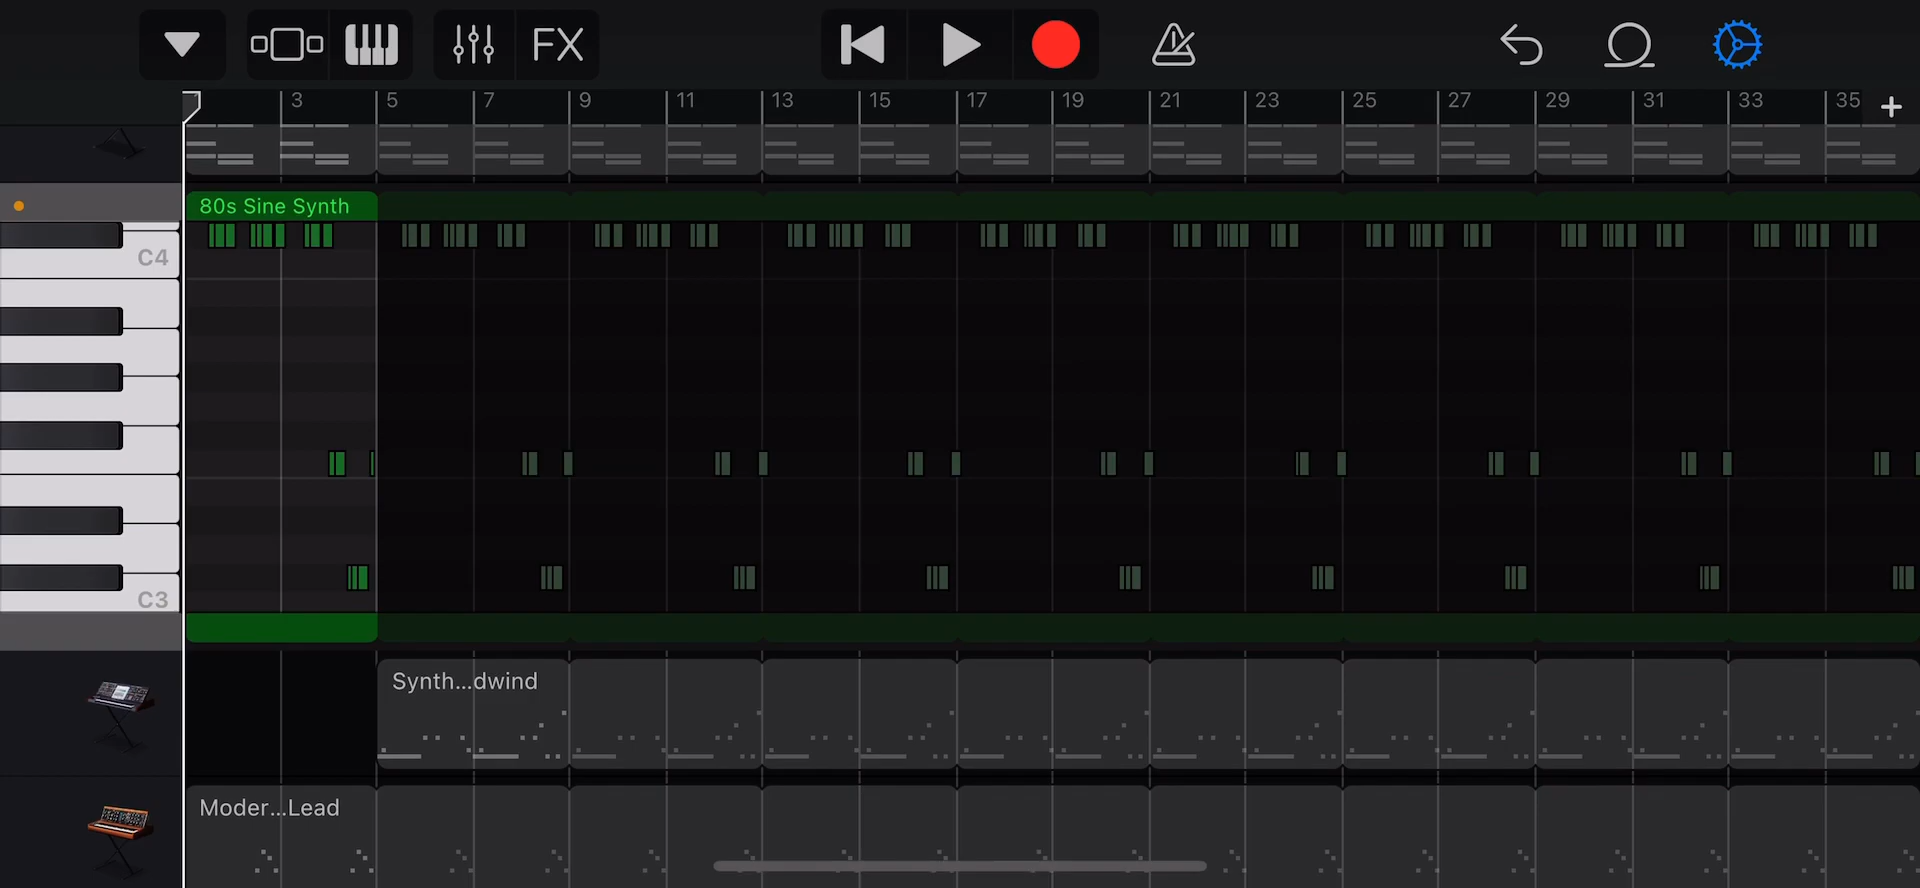 FX
3 5 7 9 11 13 15 17 19 21 23 25 27 29 31 33 35
80s Sine Synth
C4
C3
Synth...dwind
Moder...Lead